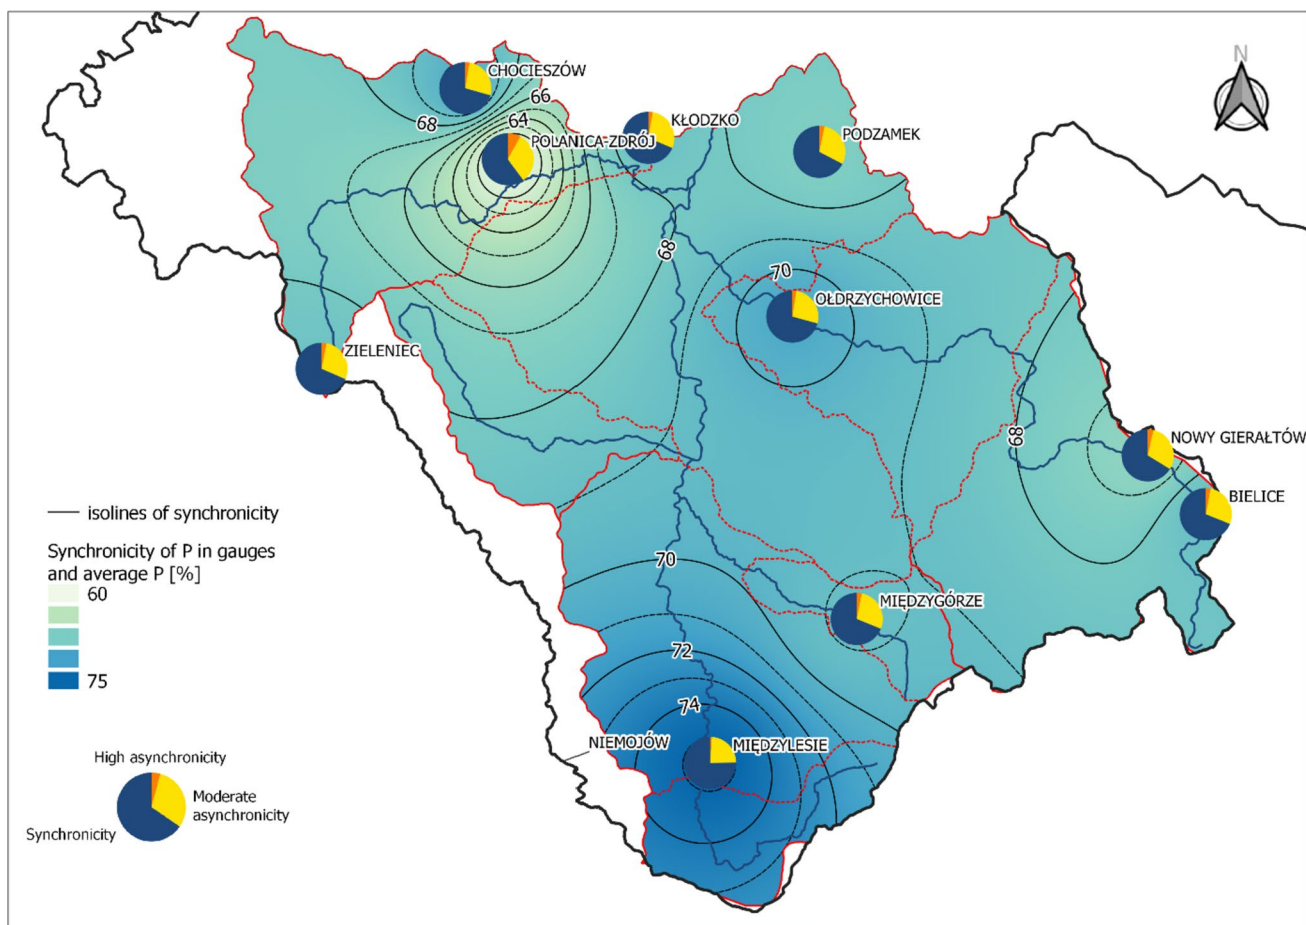 N
CHOCIESZÓW
66
68
64
KŁODZKO
POLANICA-ZDRÓJ
PODZAMEK
68
70
OŁDRZYCHOWICE
ZIELENIEC
68
NOWY GIERAŁTÓW
BIELICE
isolines of synchronicity
Synchronicity of P in gauges
and average P [%]
60
75
70
MIĘDZYGÓRZE
72
74
NIEMOJÓW
MIĘDZYLESIE
High asynchronicity
Moderate
asynchronicity
Synchronicity